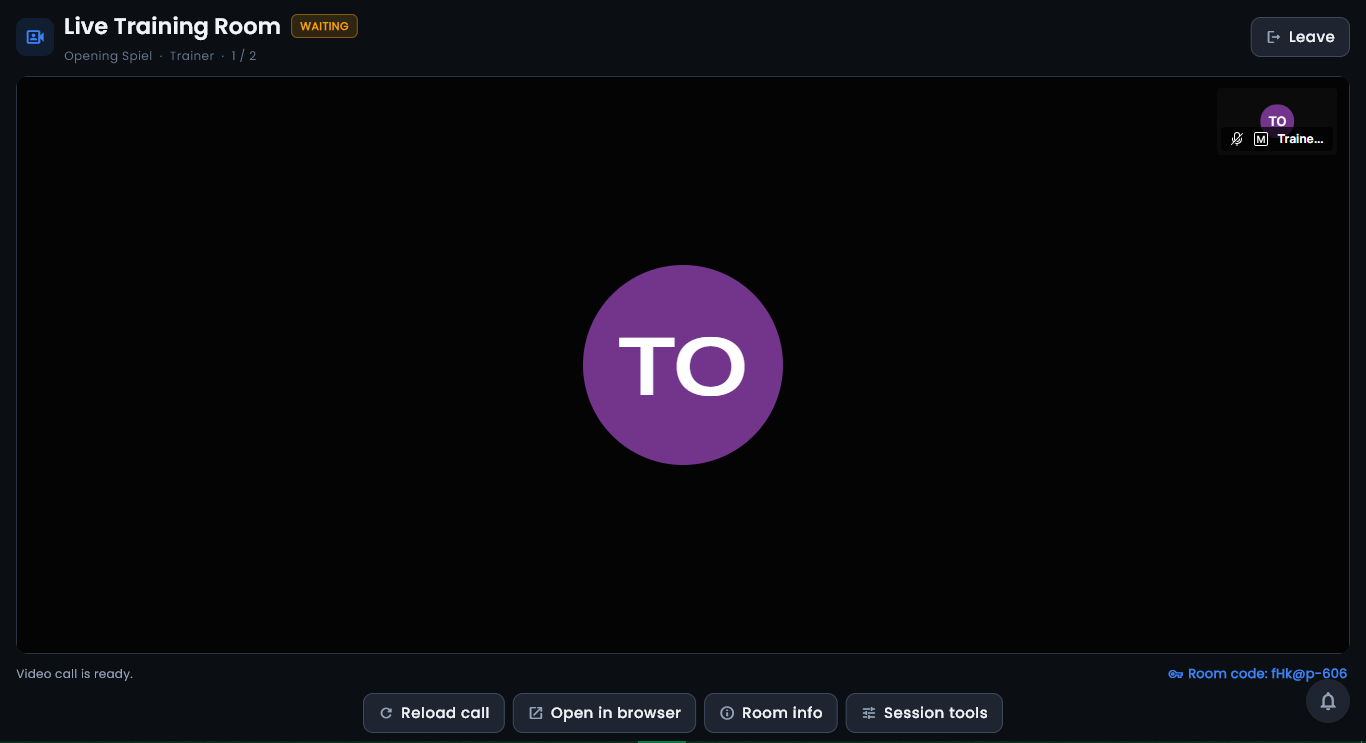 Live Training Room WAITING
Opening Spiel · Trainer · 1 / 2
Leave
TO
M Traine...
TO
Video call is ready.
Room code: fHk@p-606
Reload call
Open in browser
Room info
Session tools